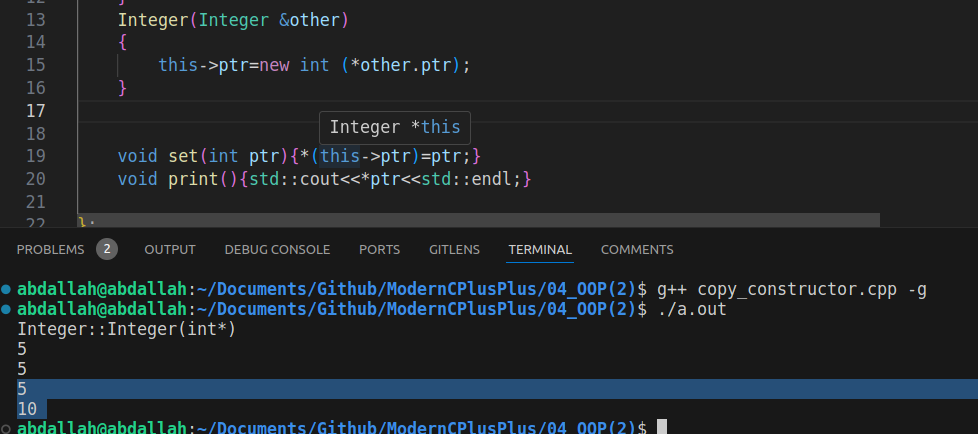 12 }
13 Integer(Integer &other)
14 {
15 this->ptr=new int (*other.ptr);
16 }
17
18
Integer *this
19 void set(int ptr){*(this->ptr)=ptr;}
20 void print(){std::cout<<*ptr<<std::endl;}
21
22 };
PROBLEMS 2 OUTPUT DEBUG CONSOLE PORTS GITLENS TERMINAL COMMENTS
abdallah@abdallah:~/Documents/Github/ModernCPlusPlus/04_OOP(2)$ g++ copy_constructor.cpp -g
abdallah@abdallah:~/Documents/Github/ModernCPlusPlus/04_OOP(2)$ ./a.out
Integer::Integer(int*)
5
5
5
10
abdallah@abdallah:~/Documents/Github/ModernCPlusPlus/04_OOP(2)$